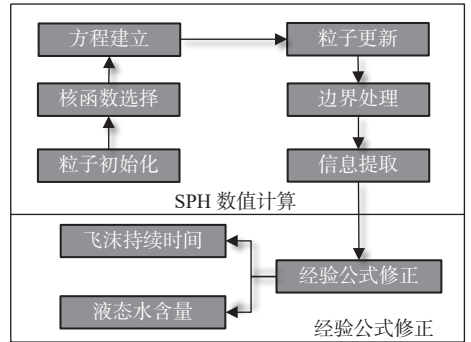 方程建立
粒子更新
核函数选择
边界处理
粒子初始化
信息提取
SPH 数值计算
飞沫持续时间
经验公式修正
液态水含量
经验公式修正